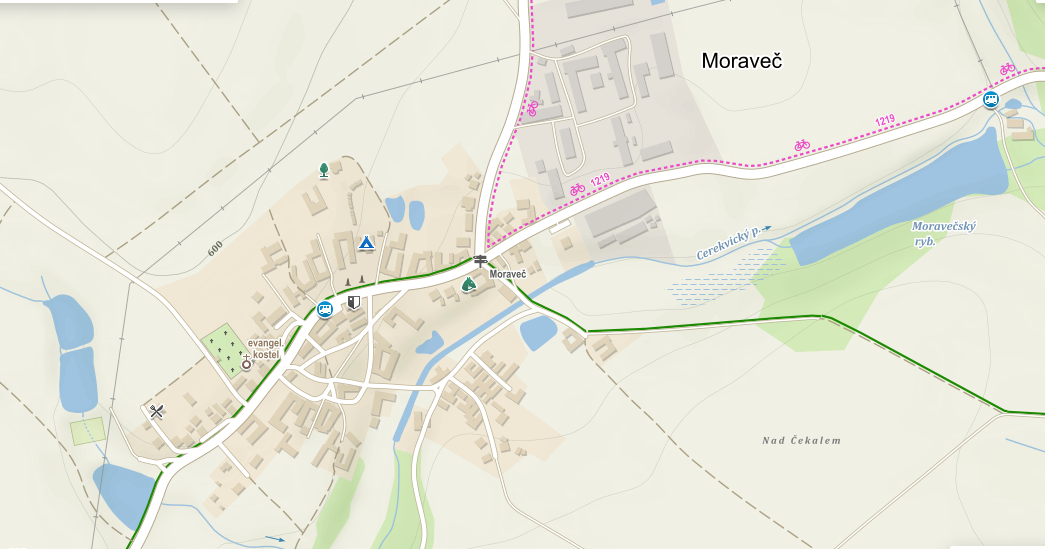 Moraveč
1219
1219
Cerekvický p.
Moravečský
ryb.
600
Moraveč
evangel.
kostel
Nad Čekalem